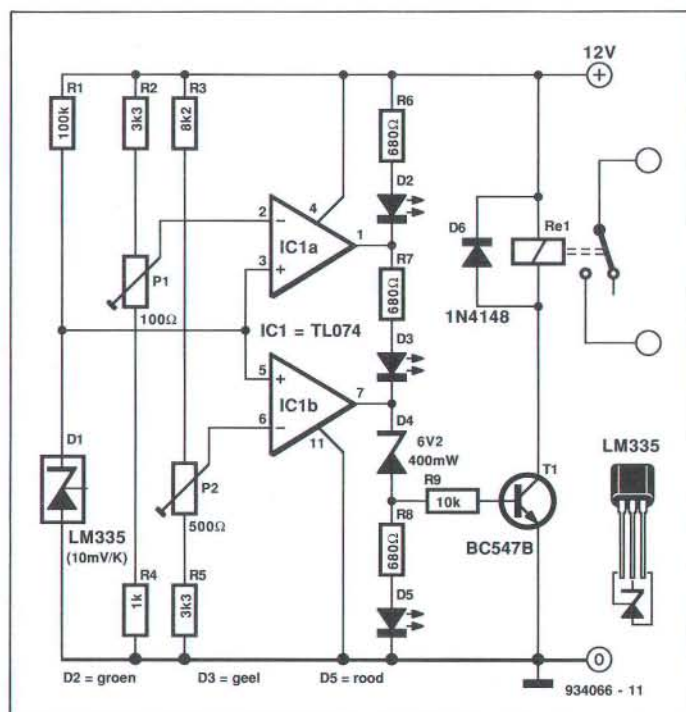 12V
+
R1
100k
R2
3k3
R3
8k2
R6
680Ω
D2
4
2
−
IC1a
1
3
+
P1
100Ω
R7
680Ω
D6
Re1
1N4148
IC1 = TL074
D3
5
+
IC1b
7
6
−
11
D4
6V2
400mW
D1
LM335
(10mV/K)
P2
500Ω
R9
10k
T1
BC547B
LM335
R8
680Ω
R4
1k
R5
3k3
D5
0
D2 = groen
D3 = geel
D5 = rood
934066 - 11